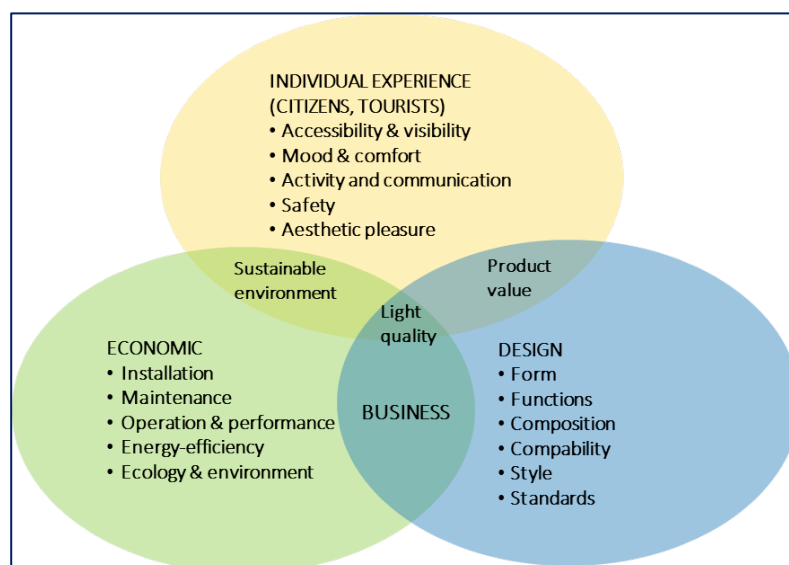 INDIVIDUAL EXPERIENCE
(CITIZENS, TOURISTS)
• Accessibility & visibility
• Mood & comfort
• Activity and communication
• Safety
• Aesthetic pleasure
Sustainable
environment
Product
value
Light
quality
ECONOMIC
• Installation
• Maintenance
• Operation & performance
• Energy-efficiency
• Ecology & environment
BUSINESS
DESIGN
• Form
• Functions
• Composition
• Compability
• Style
• Standards